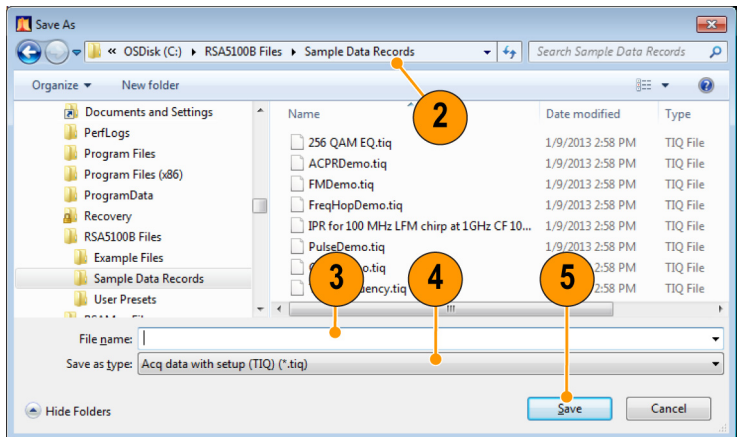 Save As
« OSDisk (C:) ▸ RSA5100B Files ▸ Sample Data Records
Search Sample Data Records
2
Organize ▾ New folder
Documents and Settings
PerfLogs
Program Files
Program Files (x86)
ProgramData
Recovery
RSA5100B Files
Example Files
Sample Data Records
User Presets
Name Date modified Type
256 QAM EQ.tiq 1/9/2013 2:58 PM TIQ File
ACPRDemo.tiq 1/9/2013 2:58 PM TIQ File
FMDemo.tiq 1/9/2013 2:58 PM TIQ File
FreqHopDemo.tiq 1/9/2013 2:58 PM TIQ File
IPR for 100 MHz LFM chirp at 1GHz CF 10... 1/9/2013 2:58 PM TIQ File
PulseDemo.tiq 1/9/2013 2:58 PM TIQ File
2:58 PM TIQ File
2:58 PM TIQ File
3 4 5
File name:
Save as type: Acq data with setup (TIQ) (*.tiq)
Hide Folders
Save Cancel